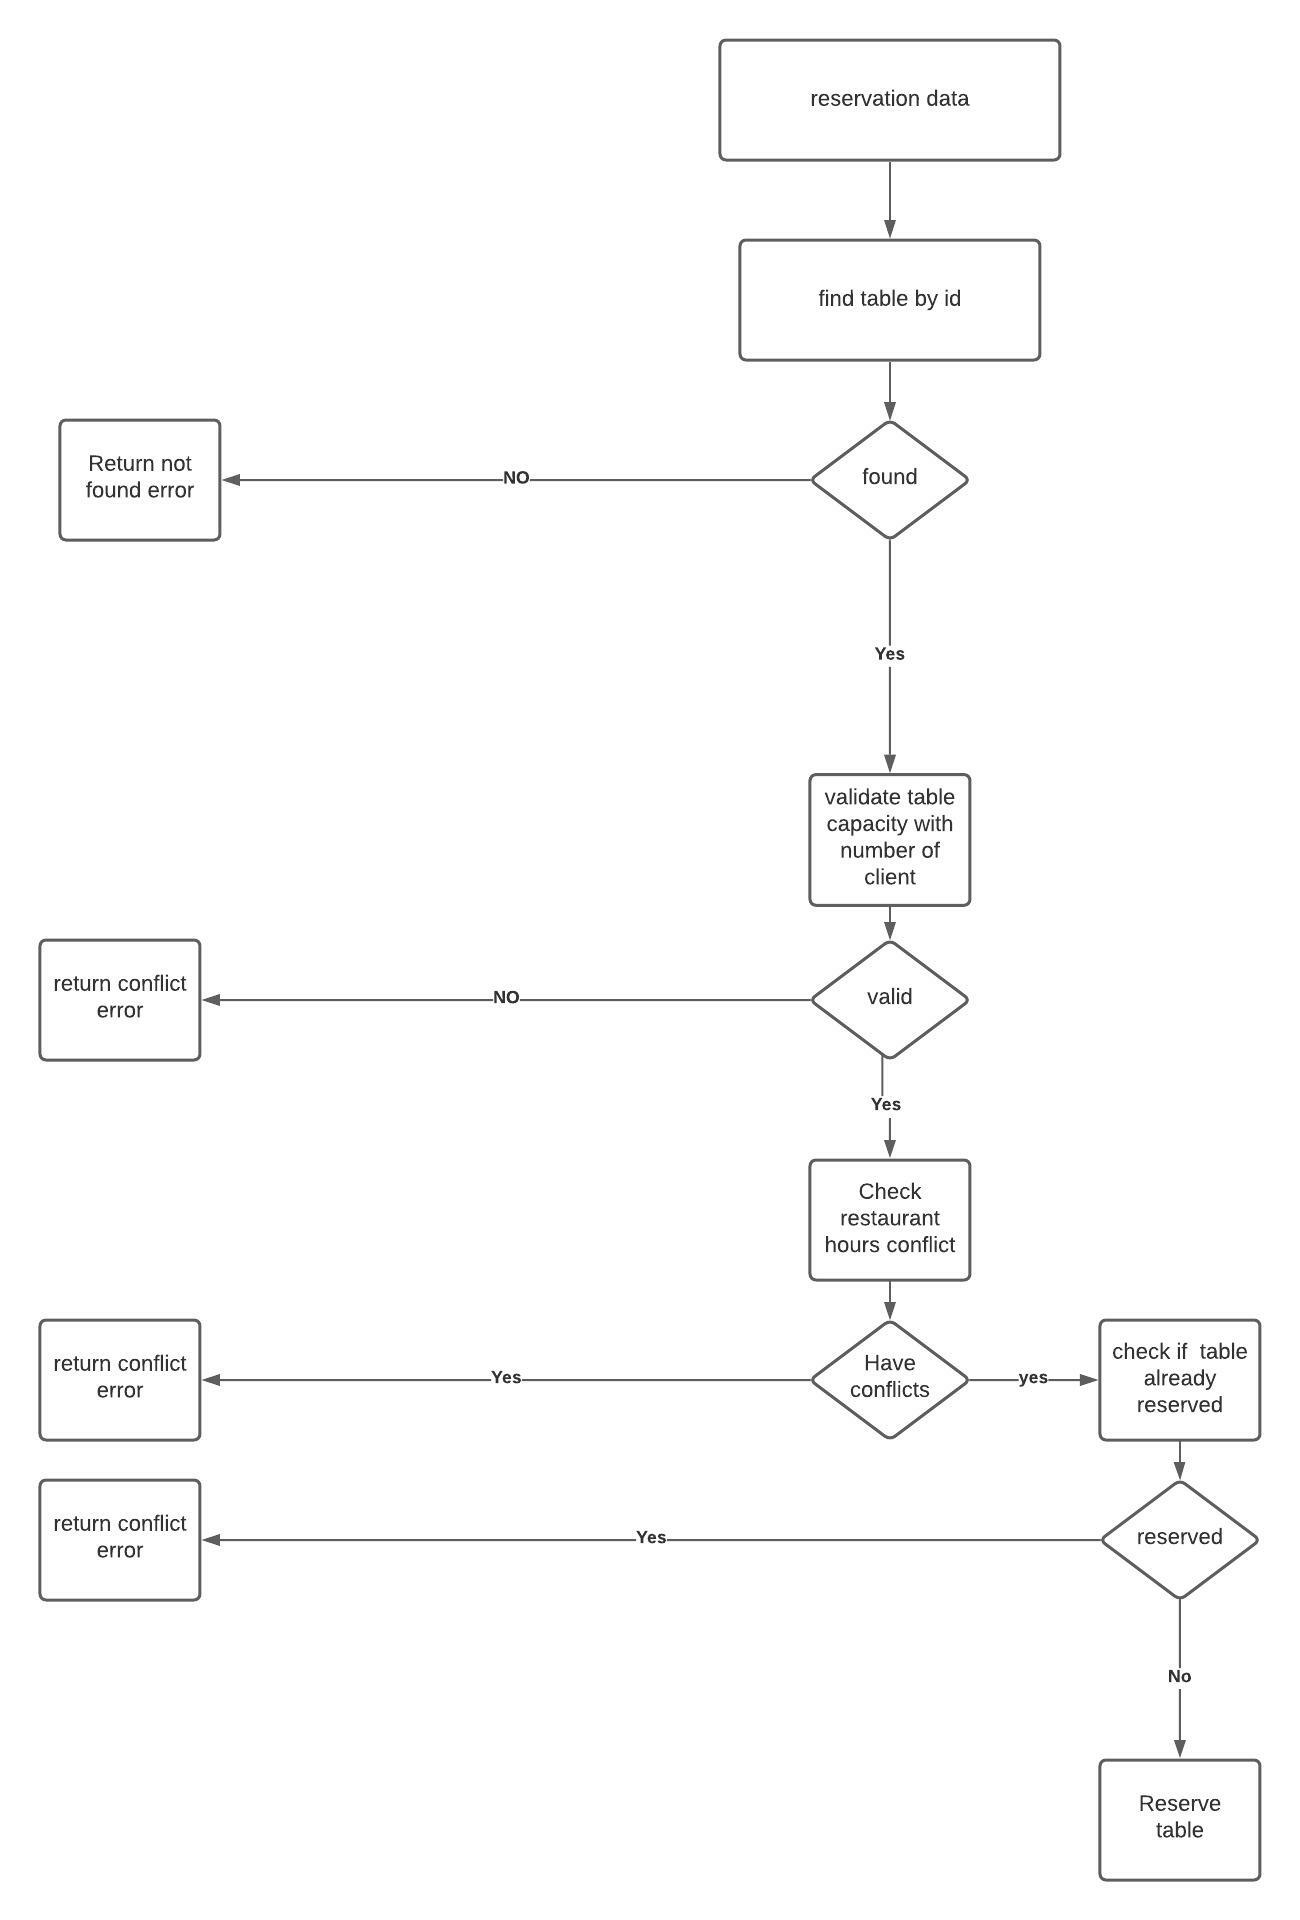 reservation data
find table by id
Return not
found error
NO
found
Yes
validate table
capacity with
number of
client
return conflict
error
NO
valid
Yes
Check
restaurant
hours conflict
return conflict
error
Yes
Have
conflicts
yes
check if  table
already
reserved
return conflict
error
Yes
reserved
No
Reserve
table